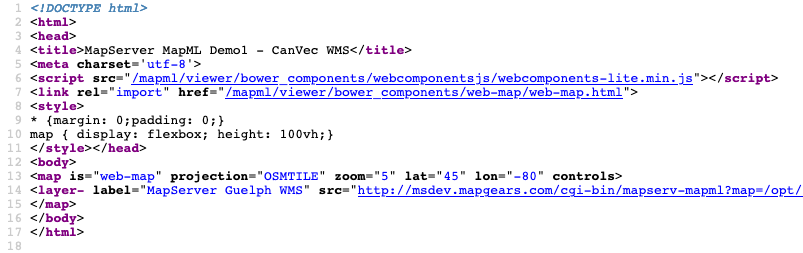 1 <!DOCTYPE html>
2 <html>
3 <head>
4 <title>MapServer MapML Demo1 - CanVec WMS</title>
5 <meta charset='utf-8'>
6 <script src="/mapml/viewer/bower_components/webcomponentsjs/webcomponents-lite.min.js"></script>
7 <link rel="import" href="/mapml/viewer/bower_components/web-map/web-map.html">
8 <style>
9 * {margin: 0;padding: 0;}
10 map { display: flexbox; height: 100vh;}
11 </style></head>
12 <body>
13 <map is="web-map" projection="OSMTILE" zoom="5" lat="45" lon="-80" controls>
14 <layer- label="MapServer Guelph WMS" src="http://msdev.mapgears.com/cgi-bin/mapserv-mapml?map=/opt/
15 </map>
16 </body>
17 </html>
18